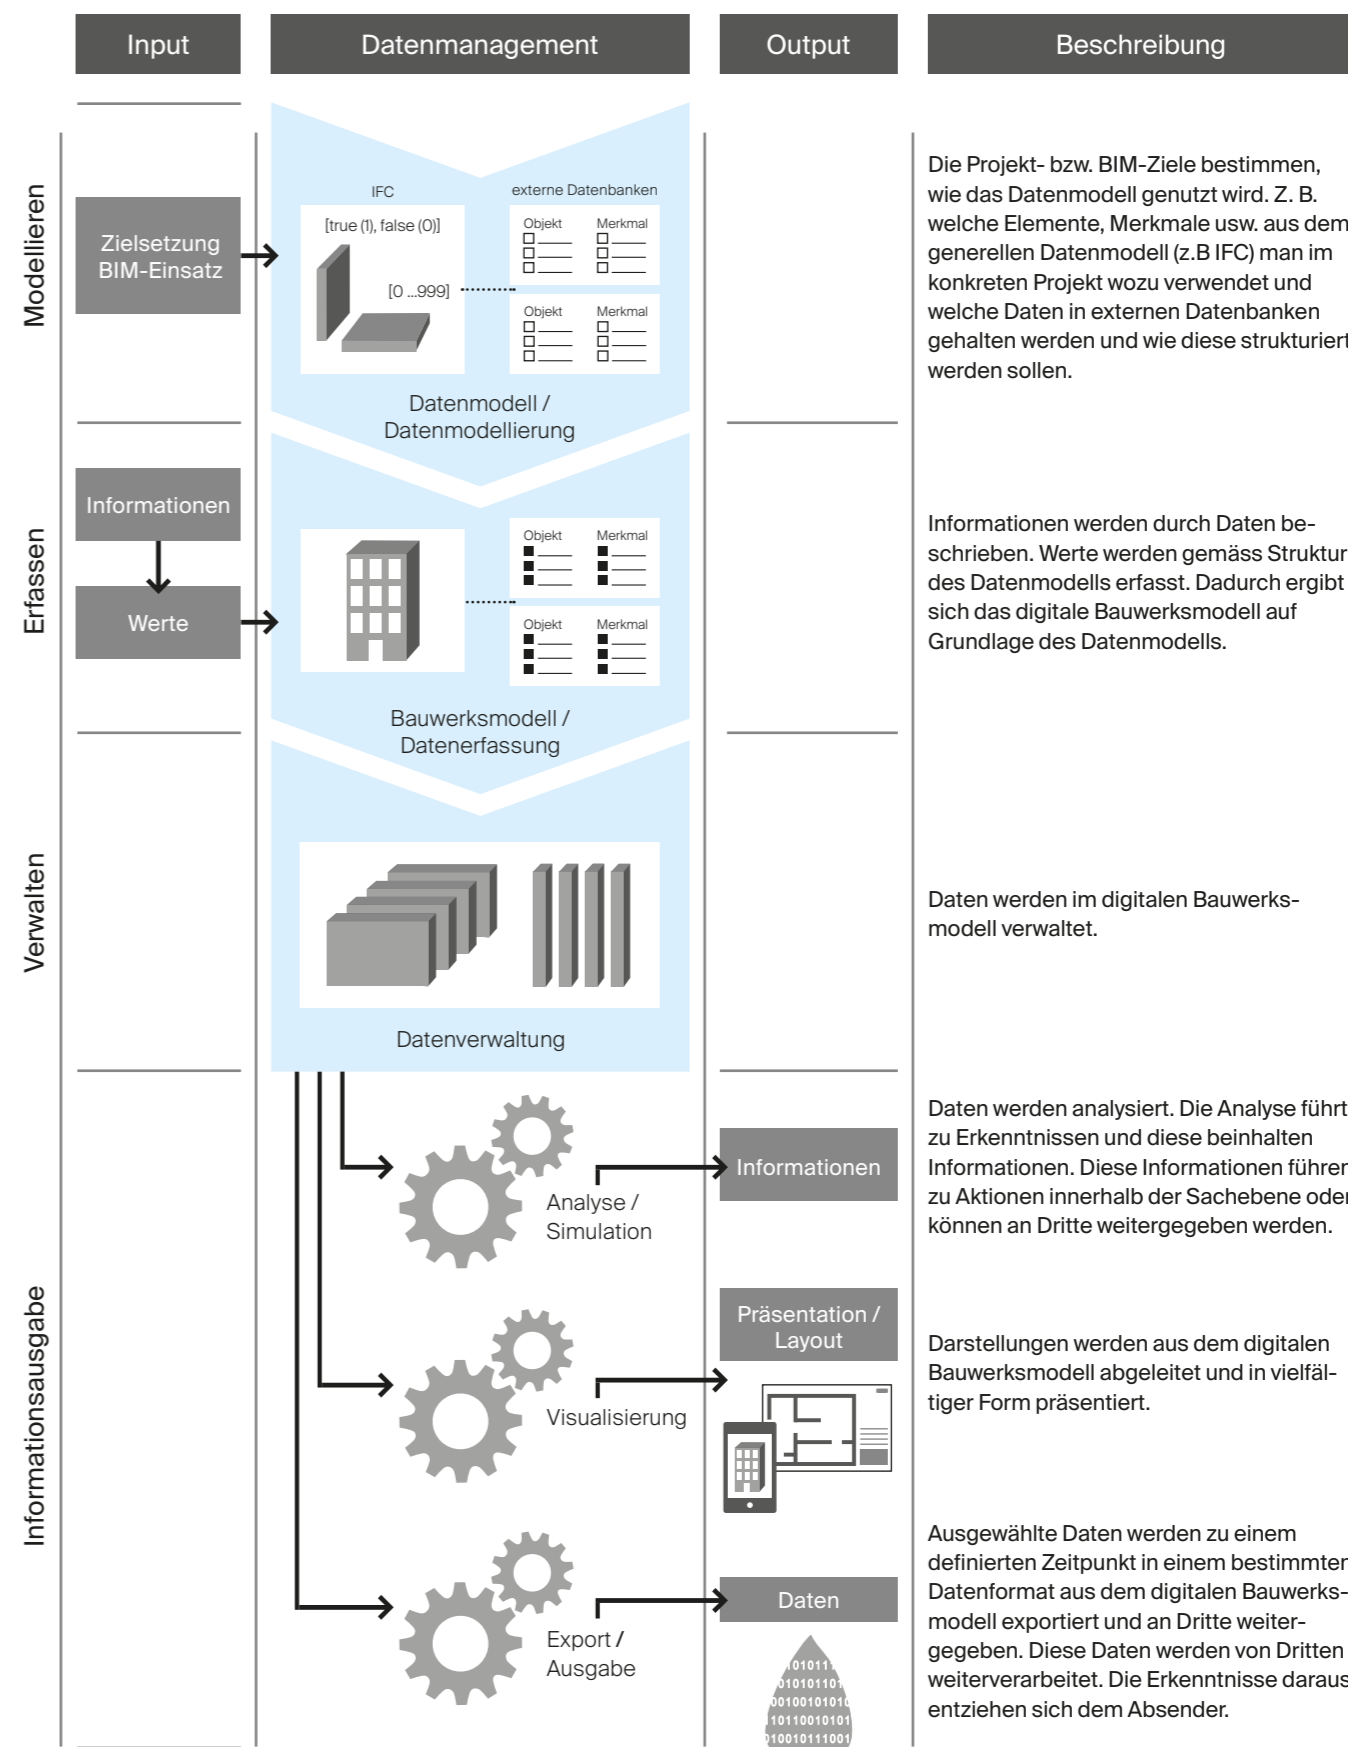 Input
Datenmanagement
Output
Beschreibung
Modellieren
Zielsetzung
BIM-Einsatz
IFC
[true (1), false (0)]
[0 ...999]
externe Datenbanken
Objekt Merkmal
Objekt Merkmal
Datenmodell /
Datenmodellierung
Die Projekt- bzw. BIM-Ziele bestimmen,
wie das Datenmodell genutzt wird. Z. B.
welche Elemente, Merkmale usw. aus dem
generellen Datenmodell (z.B IFC) man im
konkreten Projekt wozu verwendet und
welche Daten in externen Datenbanken
gehalten werden und wie diese strukturiert
werden sollen.
Erfassen
Informationen
Werte
Objekt Merkmal
Objekt Merkmal
Bauwerksmodell /
Datenerfassung
Informationen werden durch Daten be-
schrieben. Werte werden gemäss Struktur
des Datenmodells erfasst. Dadurch ergibt
sich das digitale Bauwerksmodell auf
Grundlage des Datenmodells.
Verwalten
Datenverwaltung
Daten werden im digitalen Bauwerks-
modell verwaltet.
Informationsausgabe
Analyse /
Simulation
Informationen
Daten werden analysiert. Die Analyse führt
zu Erkenntnissen und diese beinhalten
Informationen. Diese Informationen führen
zu Aktionen innerhalb der Sachebene oder
können an Dritte weitergegeben werden.
Visualisierung
Präsentation /
Layout
Darstellungen werden aus dem digitalen
Bauwerksmodell abgeleitet und in vielfäl-
tiger Form präsentiert.
Export /
Ausgabe
Daten
Ausgewählte Daten werden zu einem
definierten Zeitpunkt in einem bestimmten
Datenformat aus dem digitalen Bauwerks-
modell exportiert und an Dritte weiter-
gegeben. Diese Daten werden von Dritten
weiterverarbeitet. Die Erkenntnisse daraus
entziehen sich dem Absender.